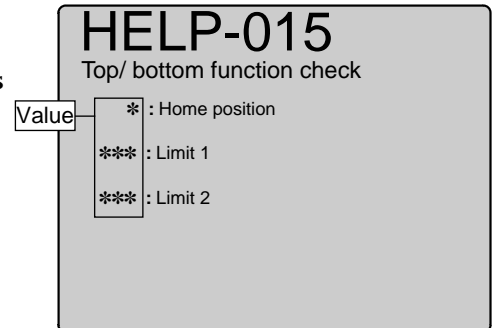 HELP-015
Top/ bottom function check
s
Value
* : Home position
*** : Limit 1
*** : Limit 2